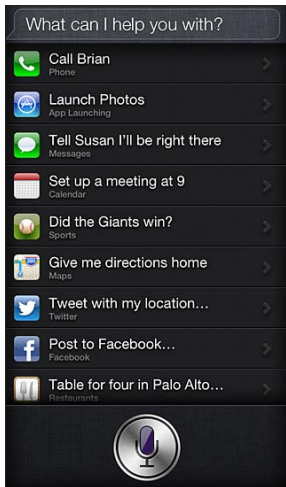 What can I help you with?
Call Brian
Phone
Launch Photos
App Launching
Tell Susan I'll be right there
Messages
Set up a meeting at 9
Calendar
Did the Giants win?
Sports
Give me directions home
Maps
Tweet with my location...
Twitter
Post to Facebook...
Facebook
Table for four in Palo Alto...
Restaurants